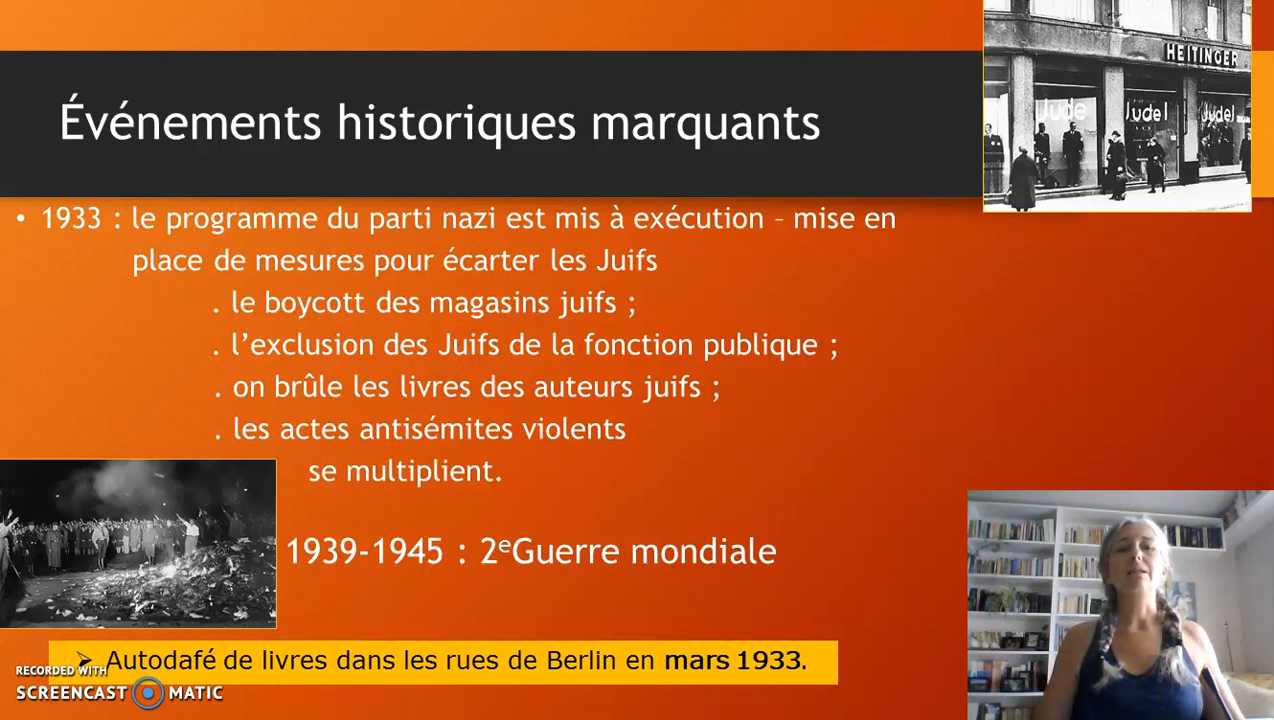 HEITINGER
Jude
Jude!
Jude!
Événements historiques marquants
• 1933 : le programme du parti nazi est mis à exécution – mise en
place de mesures pour écarter les Juifs
. le boycott des magasins juifs ;
. l’exclusion des Juifs de la fonction publique ;
. on brûle les livres des auteurs juifs ;
. les actes antisémites violents
se multiplient.
1939-1945 : 2eGuerre mondiale
➢ Autodafé de livres dans les rues de Berlin en mars 1933.
RECORDED WITH
SCREENCAST MATIC